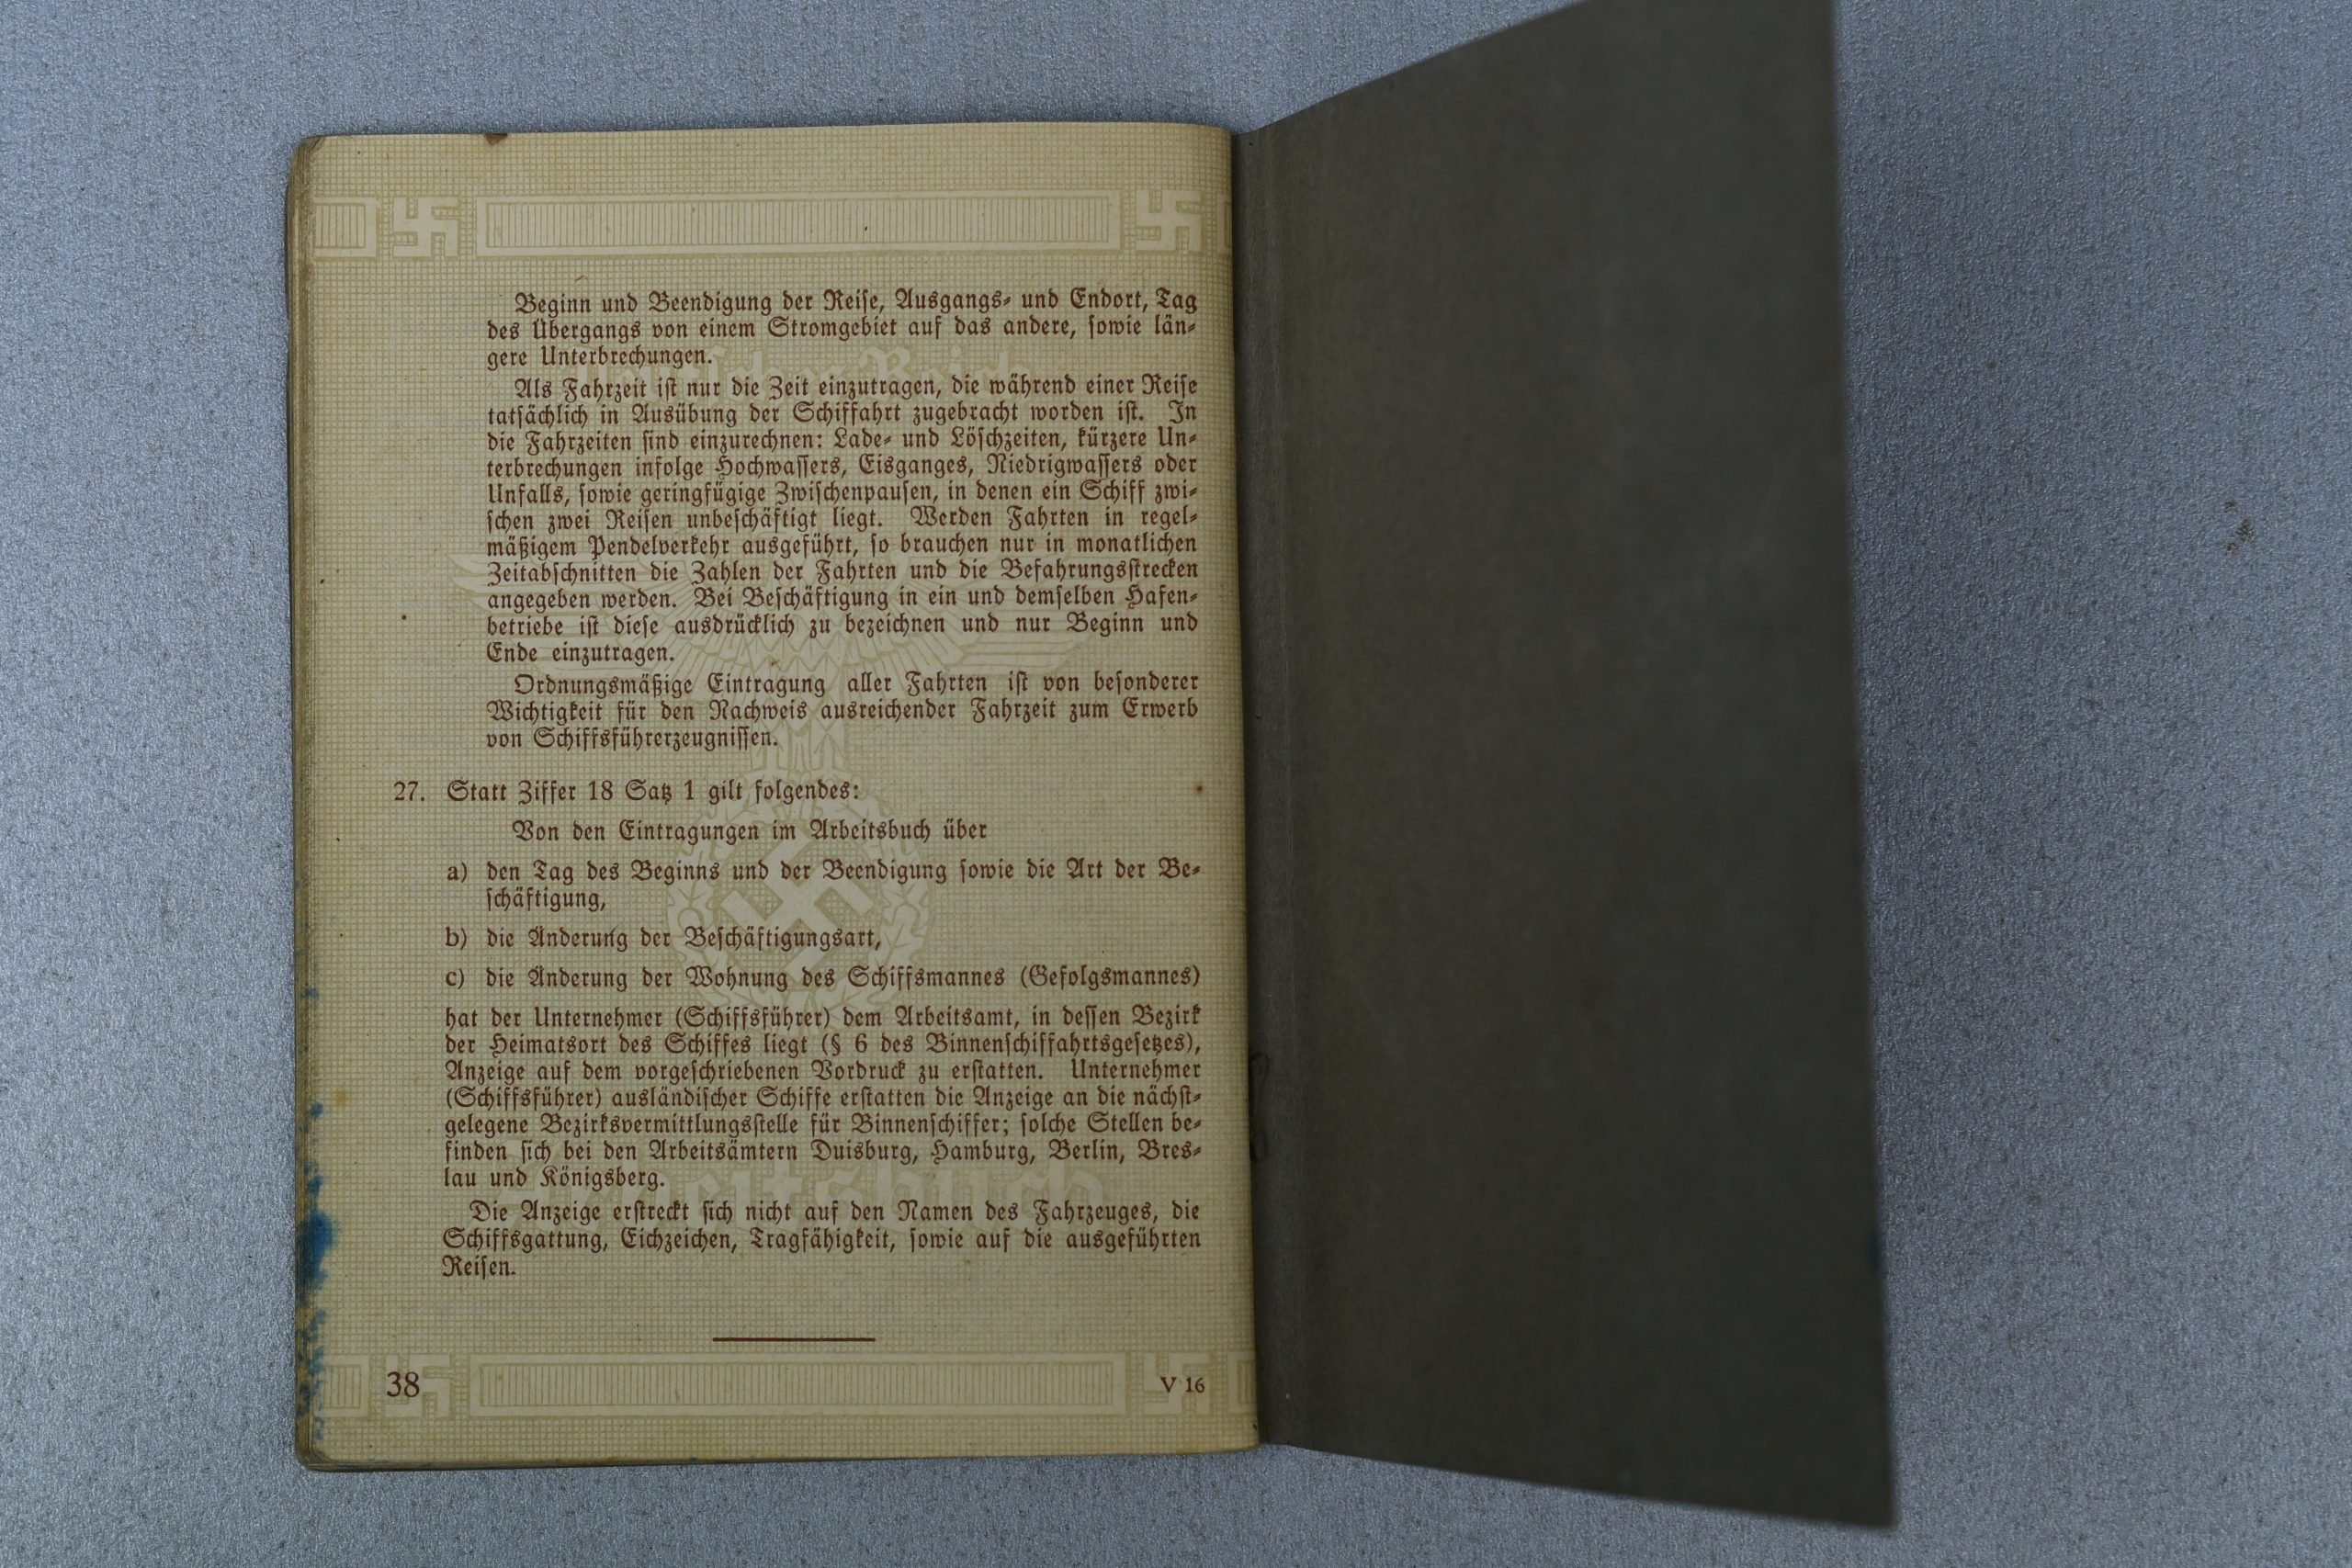 Beginn und Beendigung der Reise, Ausgangs- und Endort, Tag
des Übergangs von einem Stromgebiet auf das andere, sowie län-
gere Unterbrechungen.
Als Fahrzeit ist nur die Zeit einzutragen, die während einer Reise
tatsächlich in Ausübung der Schiffahrt zugebracht worden ist. In
die Fahrzeiten sind einzurechnen: Lade- und Löschzeiten, kürzere Un-
terbrechungen infolge Hochwassers, Eisganges, Niedrigwassers oder
Unfalls, sowie geringfügige Zwischenpausen, in denen ein Schiff zwi-
schen zwei Reisen unbeschäftigt liegt. Werden Fahrten in regel-
mäßigem Pendelverkehr ausgeführt, so brauchen nur in monatlichen
Zeitabschnitten die Zahlen der Fahrten und die Befahrungsstrecken
angegeben werden. Bei Beschäftigung in ein und demselben Hafen-
betriebe ist diese ausdrücklich zu bezeichnen und nur Beginn und
Ende einzutragen.
Ordnungsmäßige Eintragung aller Fahrten ist von besonderer
Wichtigkeit für den Nachweis ausreichender Fahrzeit zum Erwerb
von Schiffsführerzeugnissen.
27. Statt Ziffer 18 Satz 1 gilt folgendes:
Von den Eintragungen im Arbeitsbuch über
a) den Tag des Beginns und der Beendigung sowie die Art der Be-
schäftigung,
b) die Änderung der Beschäftigungsart,
c) die Änderung der Wohnung des Schiffsmannes (Gefolgsmannes)
hat der Unternehmer (Schiffsführer) dem Arbeitsamt, in dessen Bezirk
der Heimatsort des Schiffes liegt (§ 6 des Binnenschiffahrtsgesetzes),
Anzeige auf dem vorgeschriebenen Vordruck zu erstatten. Unternehmer
(Schiffsführer) ausländischer Schiffe erstatten die Anzeige an die nächst-
gelegene Bezirksvermittlungsstelle für Binnenschiffer; solche Stellen be-
finden sich bei den Arbeitsämtern Duisburg, Hamburg, Berlin, Bres-
lau und Königsberg.
Die Anzeige erstreckt sich nicht auf den Namen des Fahrzeuges, die
Schiffsgattung, Eichzeichen, Tragfähigkeit, sowie auf die ausgeführten
Reisen.
38
V 16